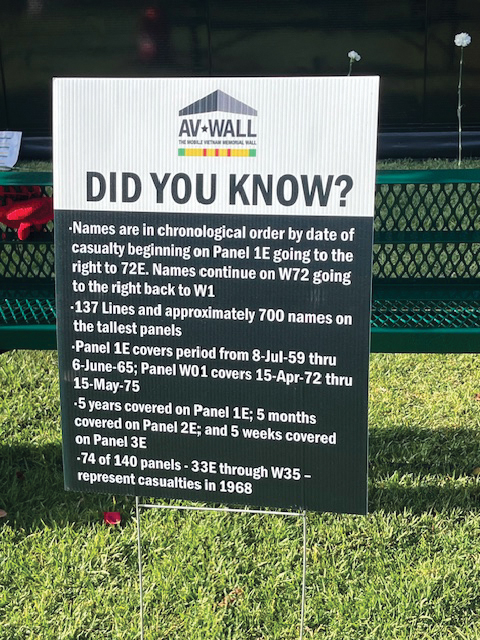 AV★WALL
THE MOBILE VIETNAM MEMORIAL WALL
DID YOU KNOW?
·Names are in chronological order by date of
casualty beginning on Panel 1E going to the
right to 72E. Names continue on W72 going
to the right back to W1
·137 Lines and approximately 700 names on
the tallest panels
·Panel 1E covers period from 8-Jul-59 thru
6-June-65; Panel W01 covers 15-Apr-72 thru
15-May-75
·5 years covered on Panel 1E; 5 months
covered on Panel 2E; and 5 weeks covered
on Panel 3E
·74 of 140 panels - 33E through W35 –
represent casualties in 1968